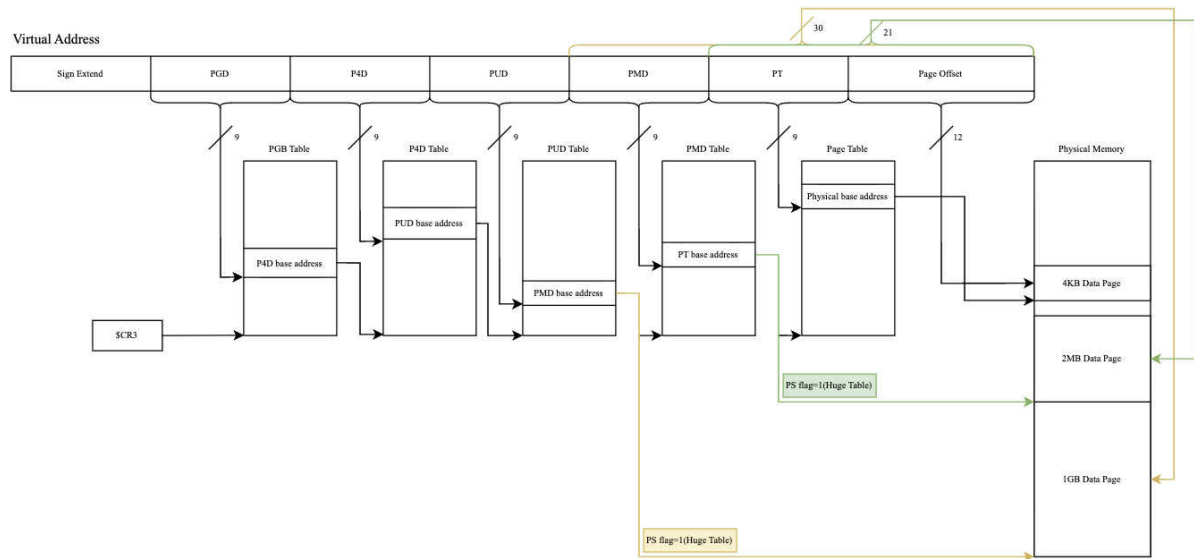 30
21
Virtual Address
Sign Extend
PGD
P4D
PUD
PMD
PT
Page Offset
9
9
9
9
9
12
PGB Table
P4D Table
PUD Table
PMD Table
Page Table
Physical Memory
Physical base address
PUD base address
PT base address
P4D base address
4KB Data Page
PMD base address
$CR3
2MB Data Page
PS flag=1(Huge Table)
1GB Data Page
PS flag=1(Huge Table)